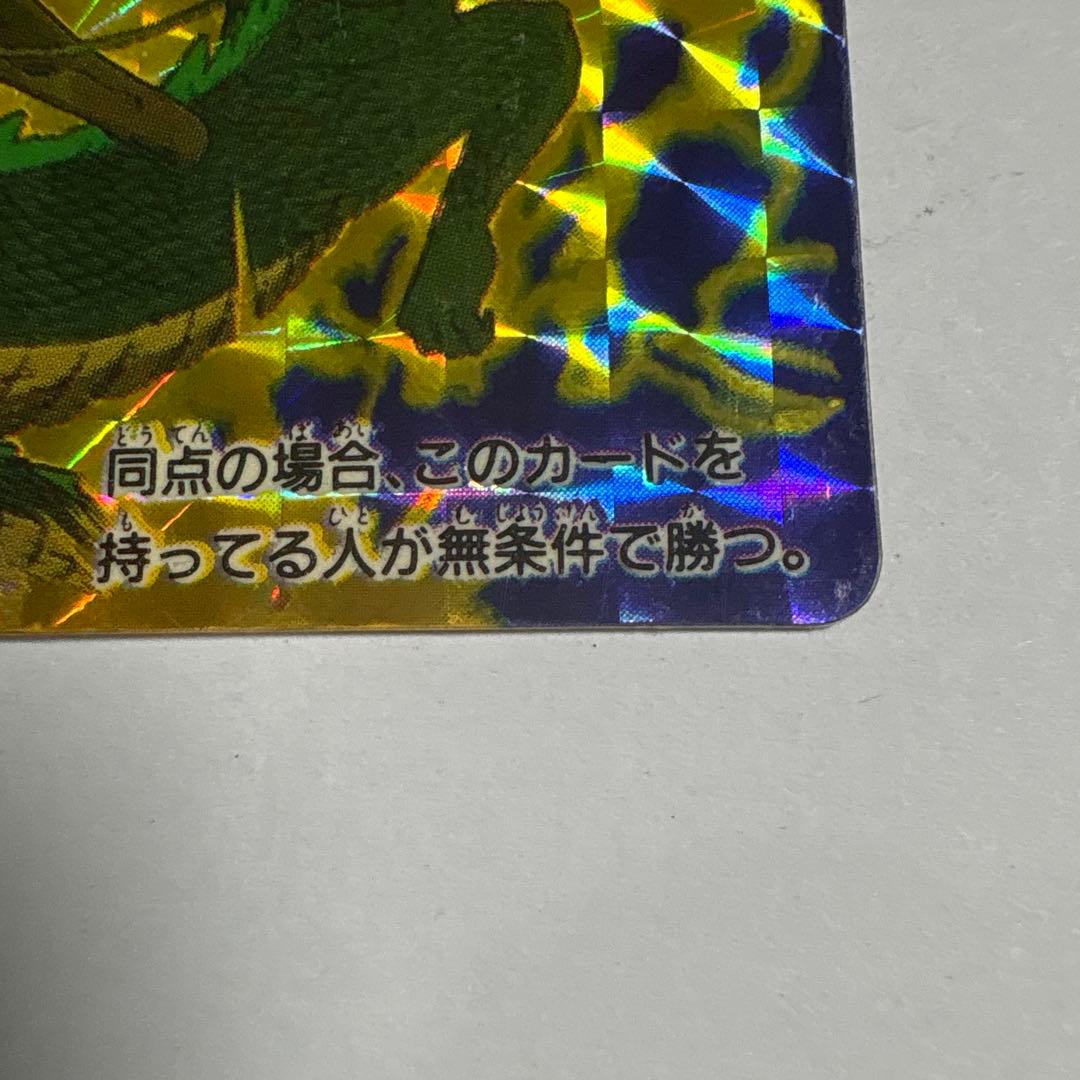 同点の場合、このカードを
持ってる人が無条件で勝つ。